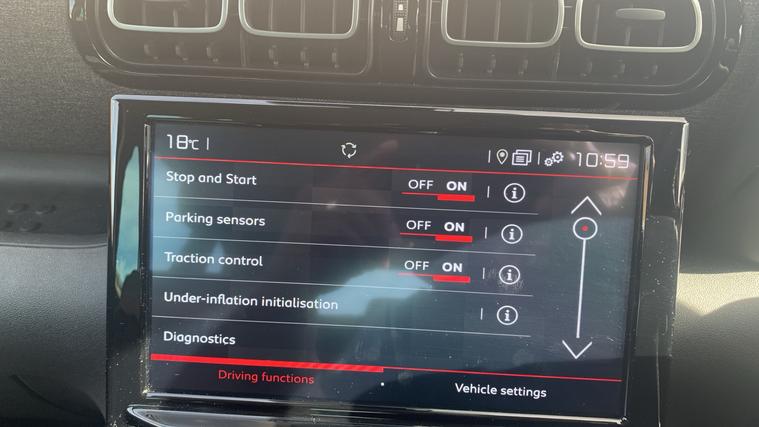 18°C 10:59
Stop and Start OFF ON i
Parking sensors OFF ON i
Traction control OFF ON i
Under-inflation initialisation i
Diagnostics
Driving functions Vehicle settings